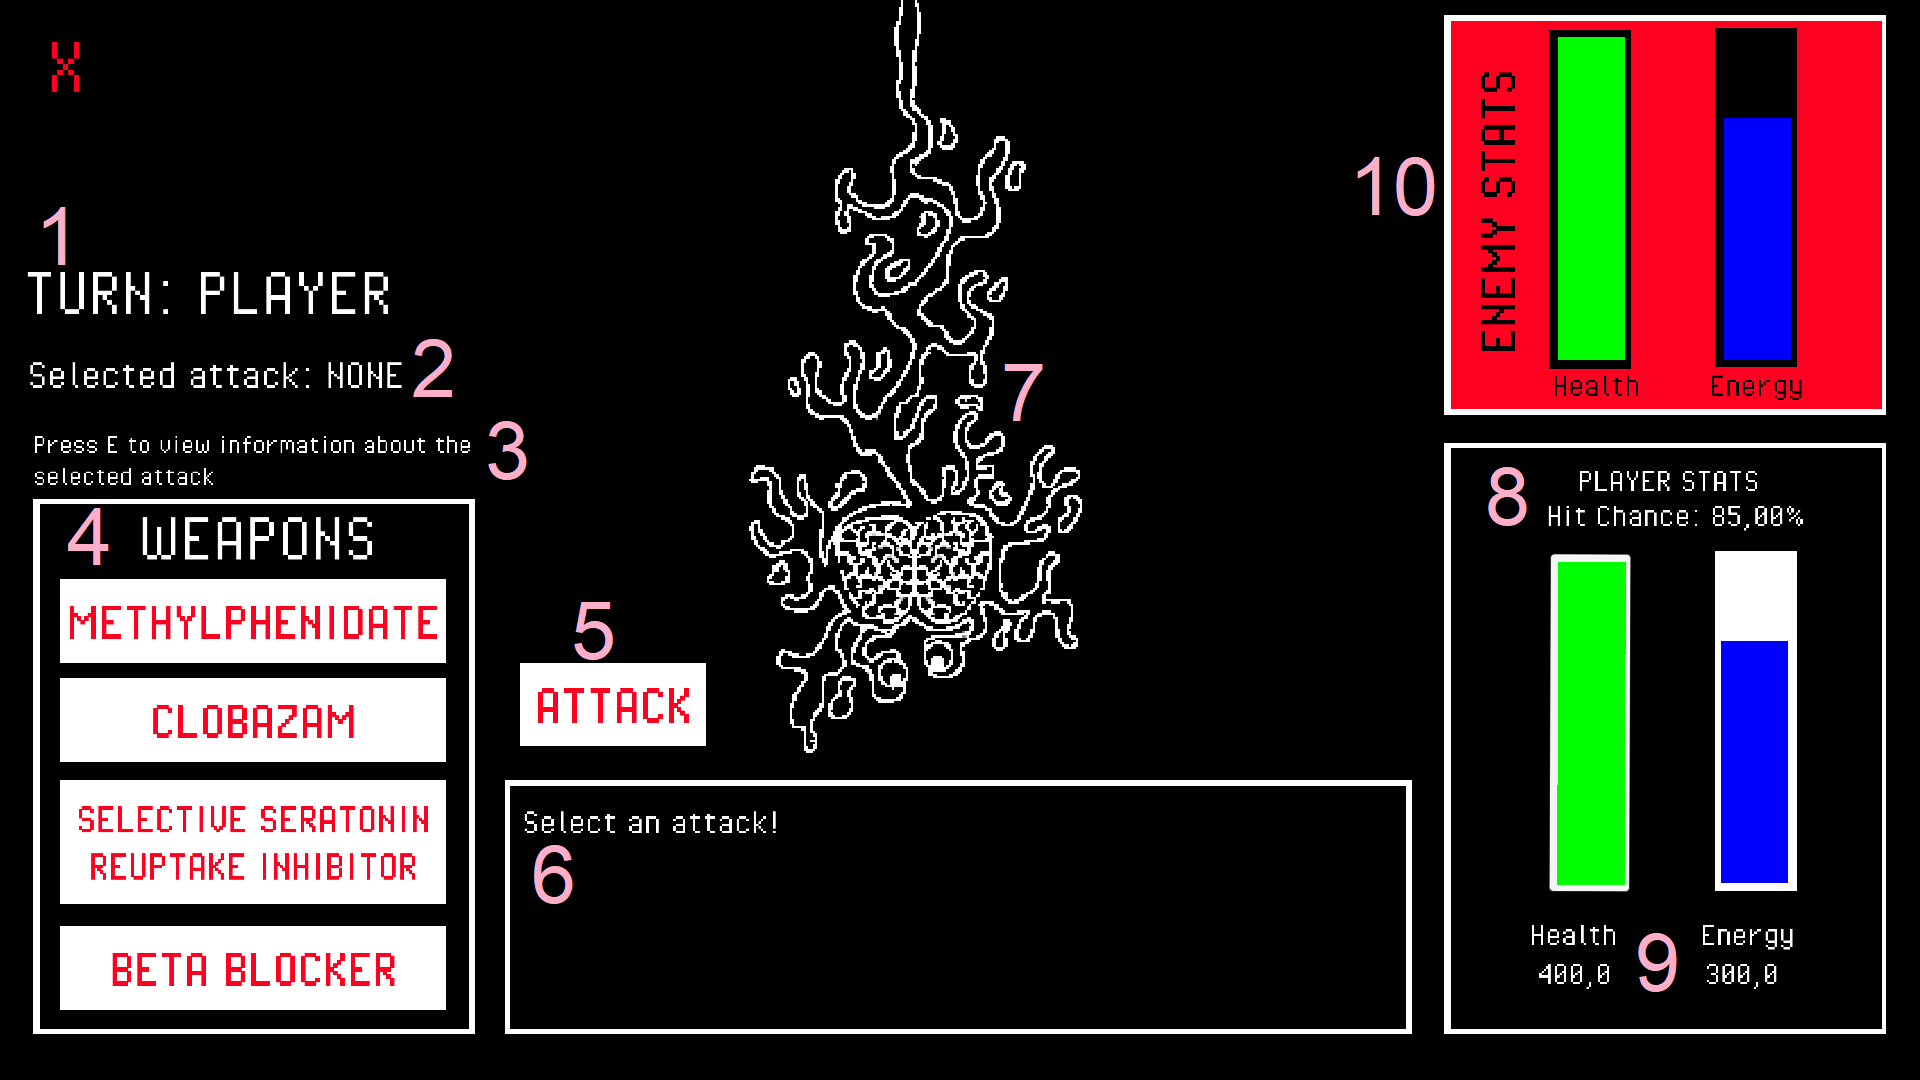 X
1
TURN: PLAYER
Selected attack: NONE 2
Press E to view information about the 3
selected attack
4 WEAPONS
METHYLPHENIDATE
CLOBAZAM
SELECTIVE SERATONIN
REUPTAKE INHIBITOR
BETA BLOCKER
5
ATTACK
Select an attack!
6
7
10
ENEMY STATS
Health Energy
8
PLAYER STATS
Hit Chance: 85,00%
Health Energy
9
400,0 300,0